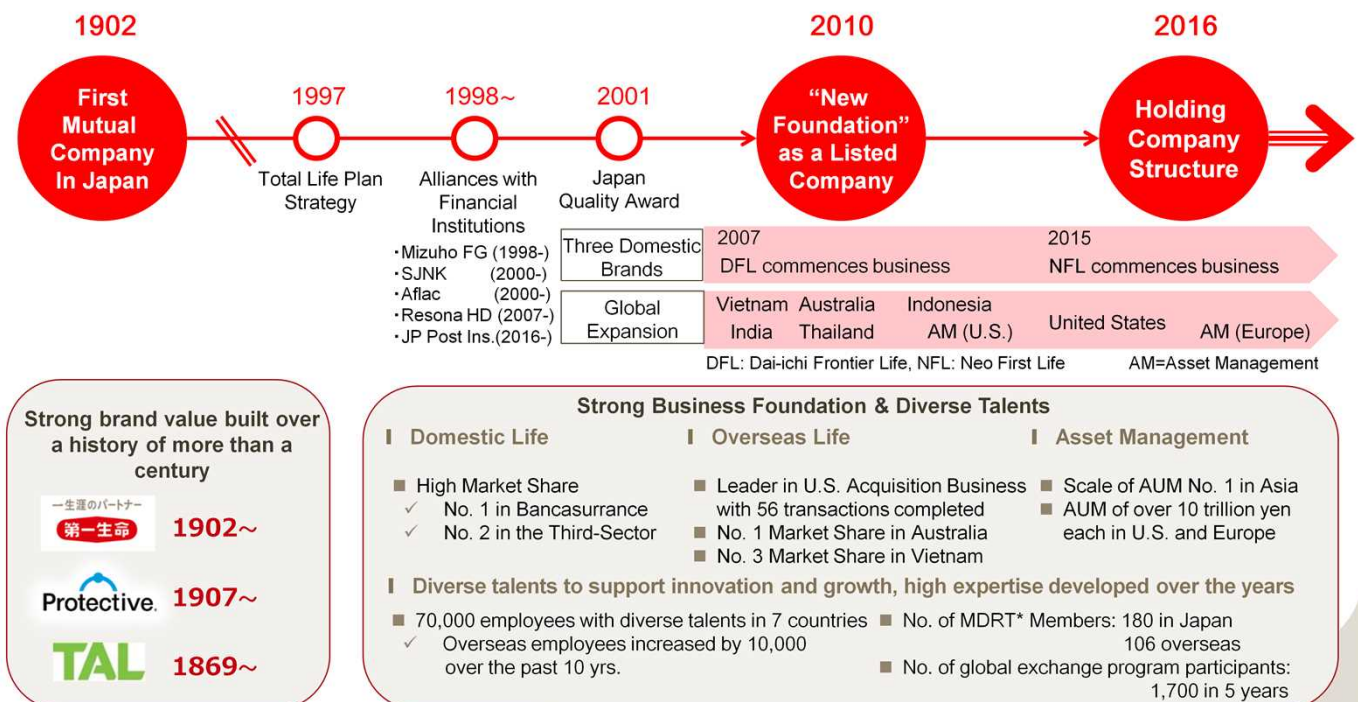 1902
2010
2016
First
Mutual
Company
In Japan
1997
1998~
2001
"New
Foundation"
as a Listed
Company
Holding
Company
Structure
Total Life Plan
Strategy
Alliances with
Financial
Institutions
Japan
Quality Award
・Mizuho FG (1998-)
・SJNK (2000-)
・Aflac (2000-)
・Resona HD (2007-)
・JP Post Ins.(2016-)
Three Domestic
Brands
2007
DFL commences business
2015
NFL commences business
Global
Expansion
Vietnam Australia Indonesia
India Thailand AM (U.S.)
United States
AM (Europe)
DFL: Dai-ichi Frontier Life, NFL: Neo First Life AM=Asset Management
Strong brand value built over
a history of more than a
century
一生涯のパートナー
第一生命
1902~
Protective.
1907~
TAL
1869~
Strong Business Foundation & Diverse Talents
Domestic Life
■ High Market Share
✓ No. 1 in Bancasurrance
✓ No. 2 in the Third-Sector
Overseas Life
■ Leader in U.S. Acquisition Business
with 56 transactions completed
■ No. 1 Market Share in Australia
■ No. 3 Market Share in Vietnam
Asset Management
■ Scale of AUM No. 1 in Asia
■ AUM of over 10 trillion yen
each in U.S. and Europe
Diverse talents to support innovation and growth, high expertise developed over the years
■ 70,000 employees with diverse talents in 7 countries
✓ Overseas employees increased by 10,000
over the past 10 yrs.
■ No. of MDRT* Members: 180 in Japan
106 overseas
■ No. of global exchange program participants:
1,700 in 5 years